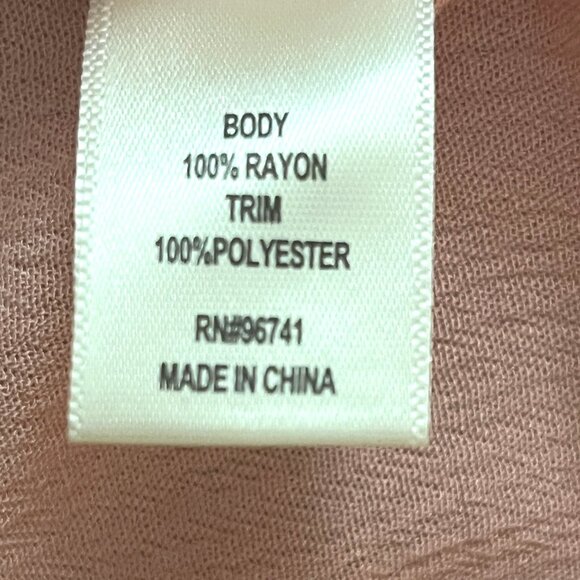 BODY
100% RAYON
TRIM
100%POLYESTER
RN#96741
MADE IN CHINA